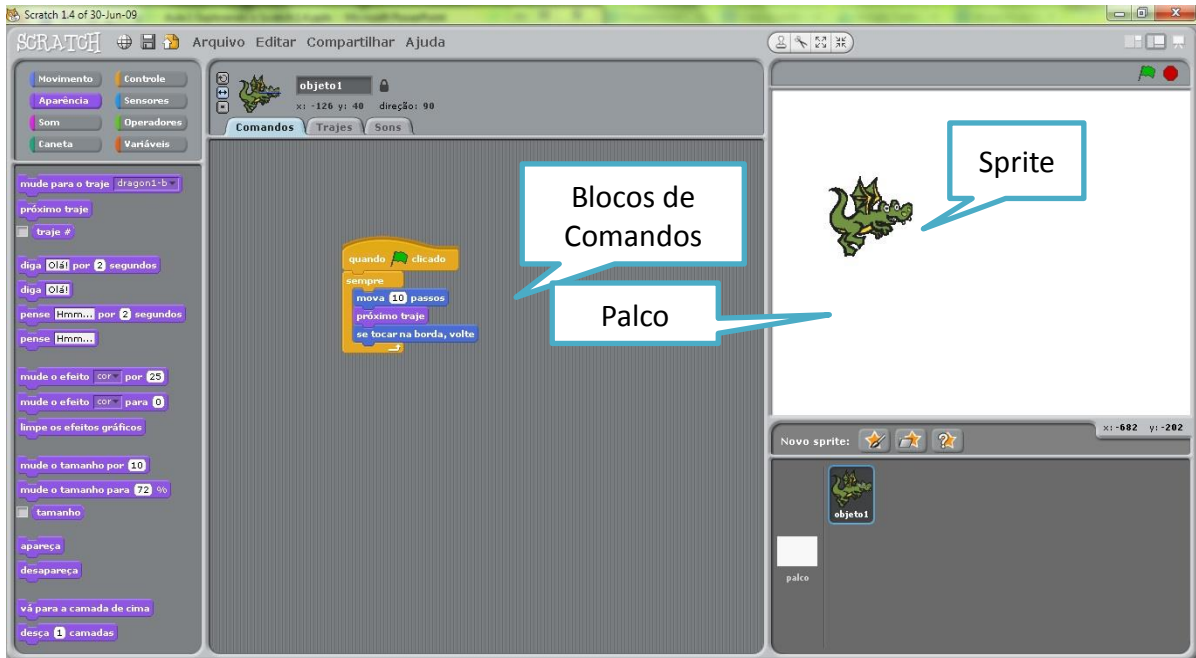 Scratch 1.4 of 30-Jun-09
SCRATCH Arquivo Editar Compartilhar Ajuda
Movimento Controle
Aparência Sensores
Som Operadores
Caneta Variáveis
objeto1
x: -126 y: 40 direção: 90
Comandos Trajes Sons
mude para o traje dragon1-b
próximo traje
traje #
diga Olá! por 2 segundos
diga Olá!
pense Hmm... por 2 segundos
pense Hmm...
mude o efeito cor por 25
mude o efeito cor para 0
limpe os efeitos gráficos
mude o tamanho por 10
mude o tamanho para 72 %
tamanho
apareça
desapareça
vá para a camada de cima
desça 1 camadas
quando clicado
sempre
mova 10 passos
próximo traje
se tocar na borda, volte
Blocos de
Comandos
Palco
Sprite
x: -682 y: -202
Novo sprite:
objeto1
palco